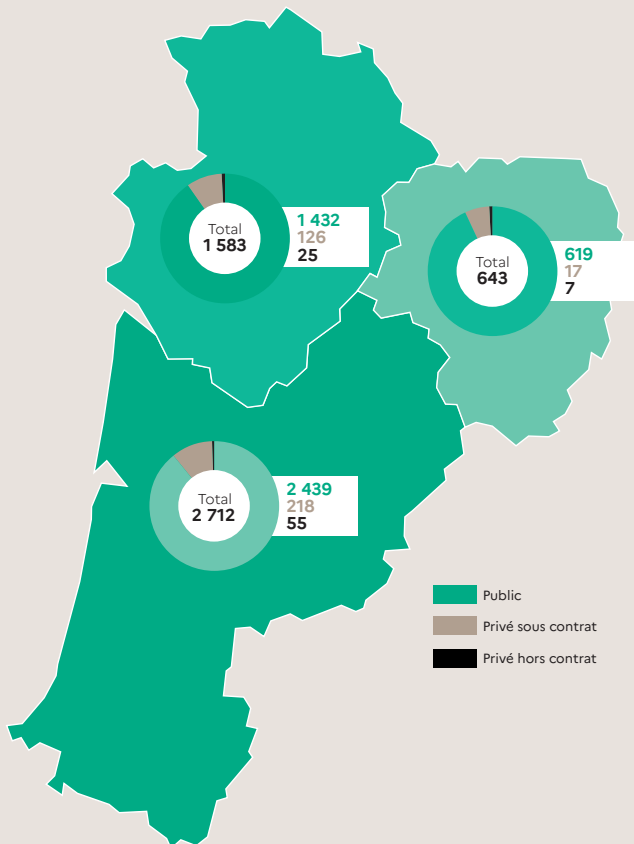 Total
1 583
1 432
126
25
Total
643
619
17
7
Total
2 712
2 439
218
55
Public
Privé sous contrat
Privé hors contrat